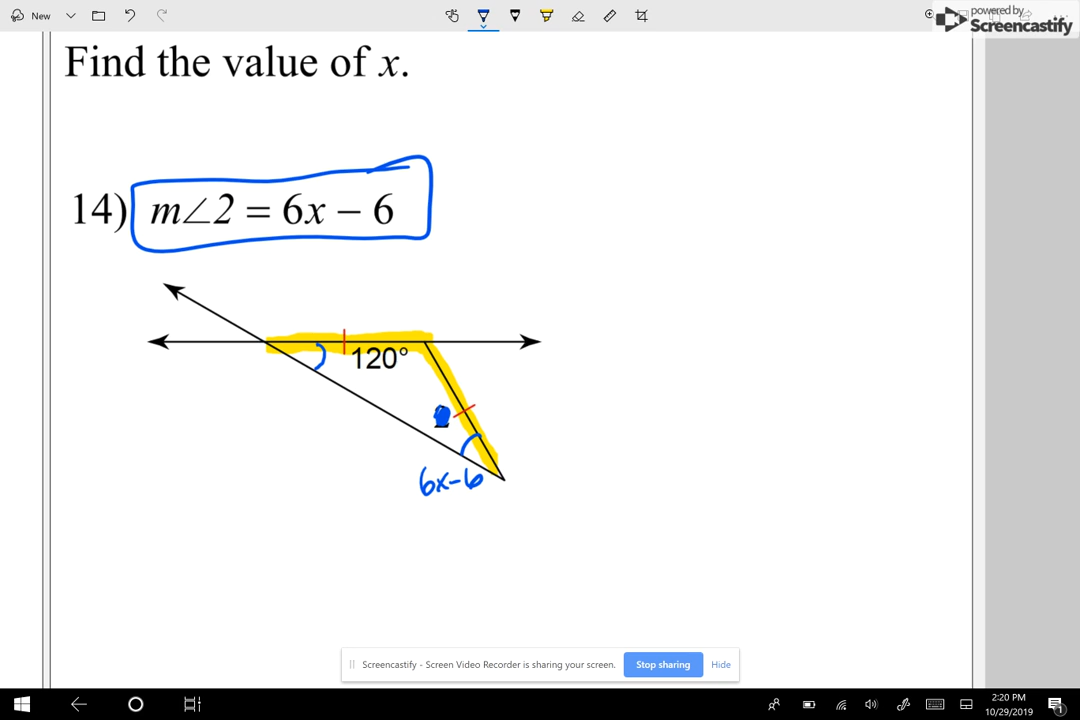 New
powered by
Screencastify
Find the value of x.
14) m∠2 = 6x − 6
120°
6x-6
Screencastify - Screen Video Recorder is sharing your screen.
Stop sharing
Hide
2:20 PM
10/29/2019
1